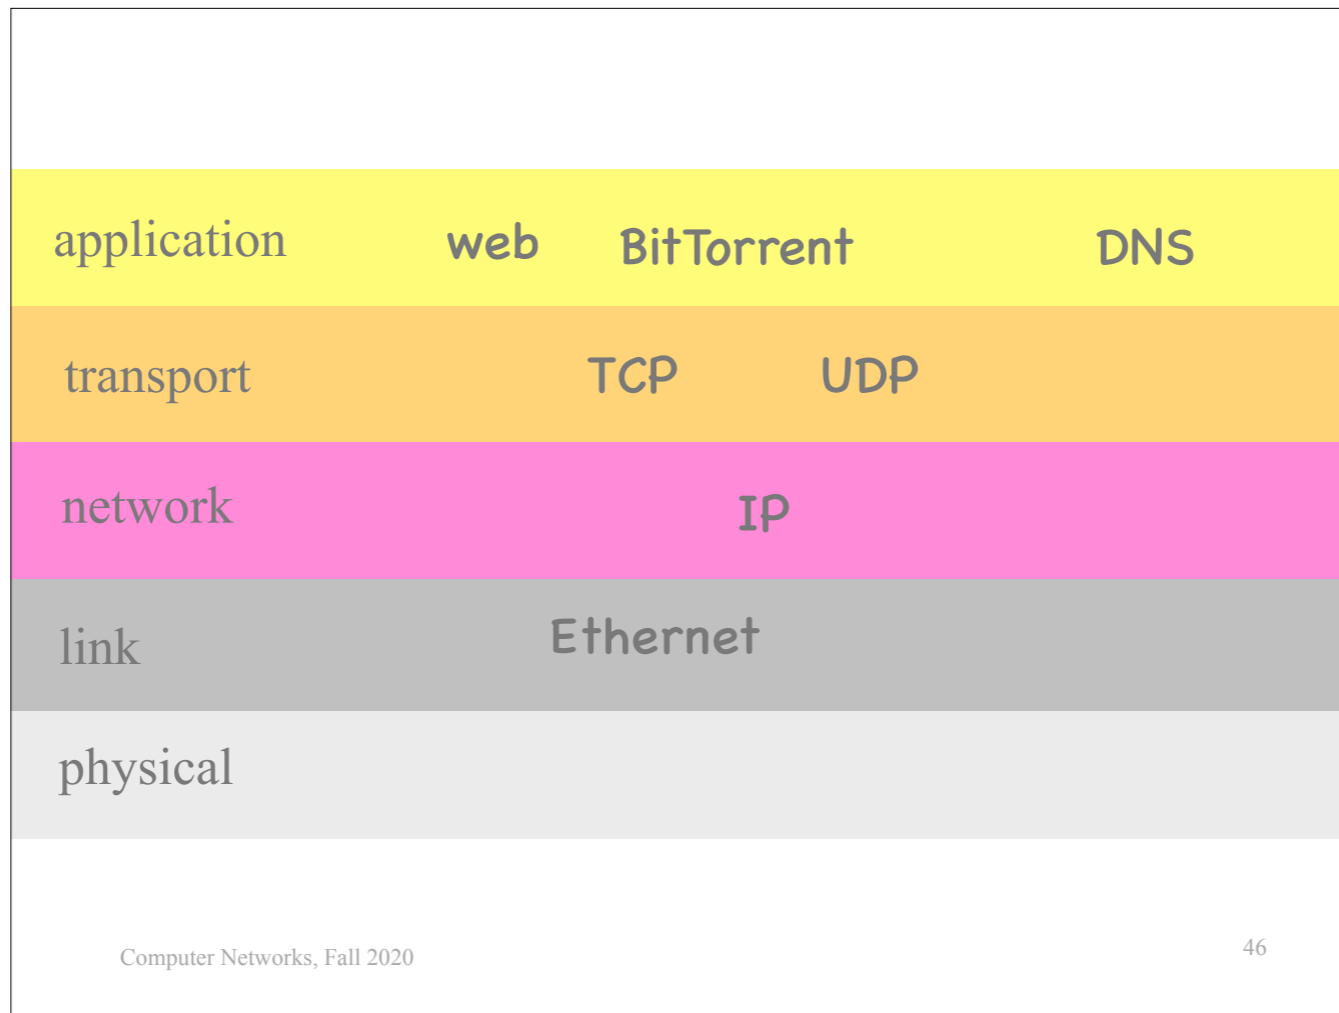 application web BitTorrent DNS
transport TCP UDP
network IP
link Ethernet
physical
Computer Networks, Fall 2020 46